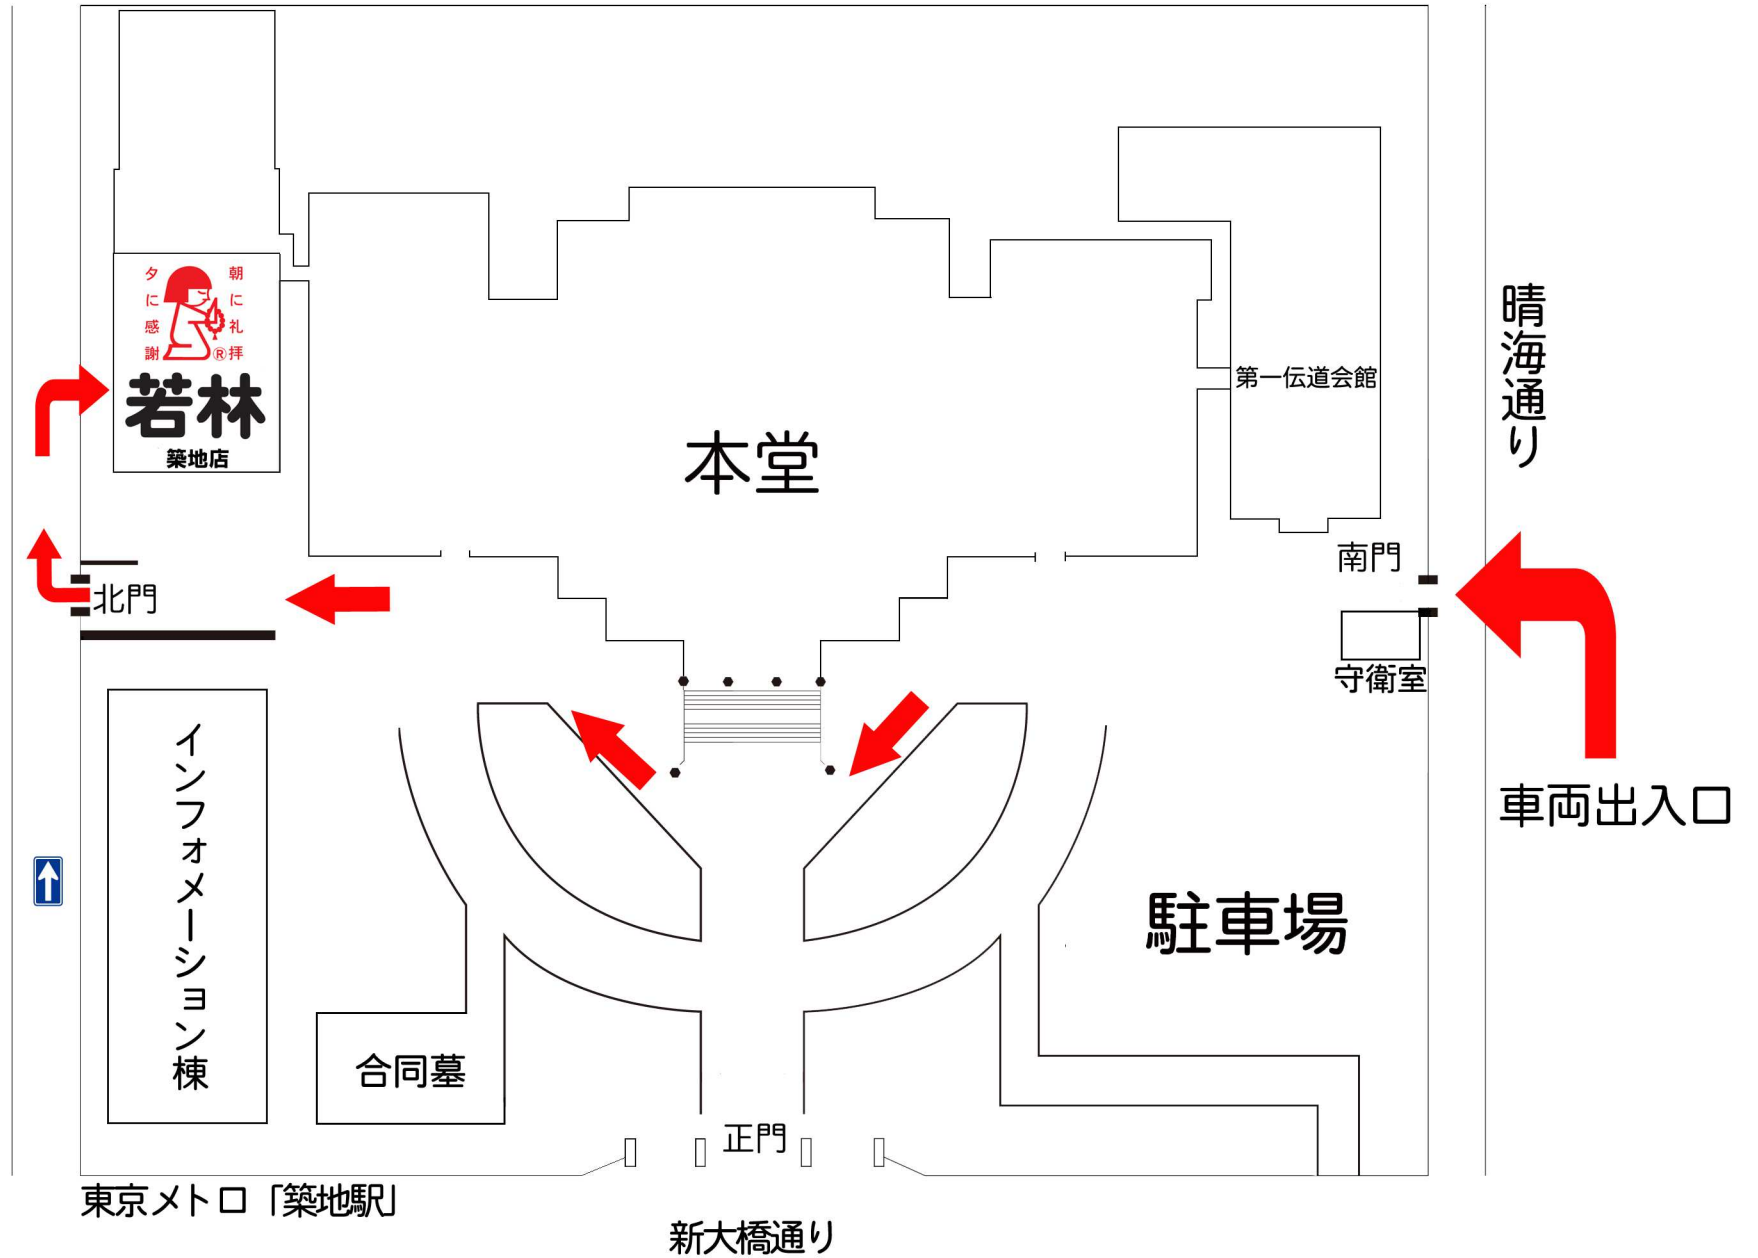 朝に礼拝
夕に感謝
®
若林
築地店
本堂
第一伝道会館
晴海通り
南門
北門
守衛室
車両出入口
インフォメーション棟
駐車場
合同墓
正門
東京メトロ「築地駅」
新大橋通り